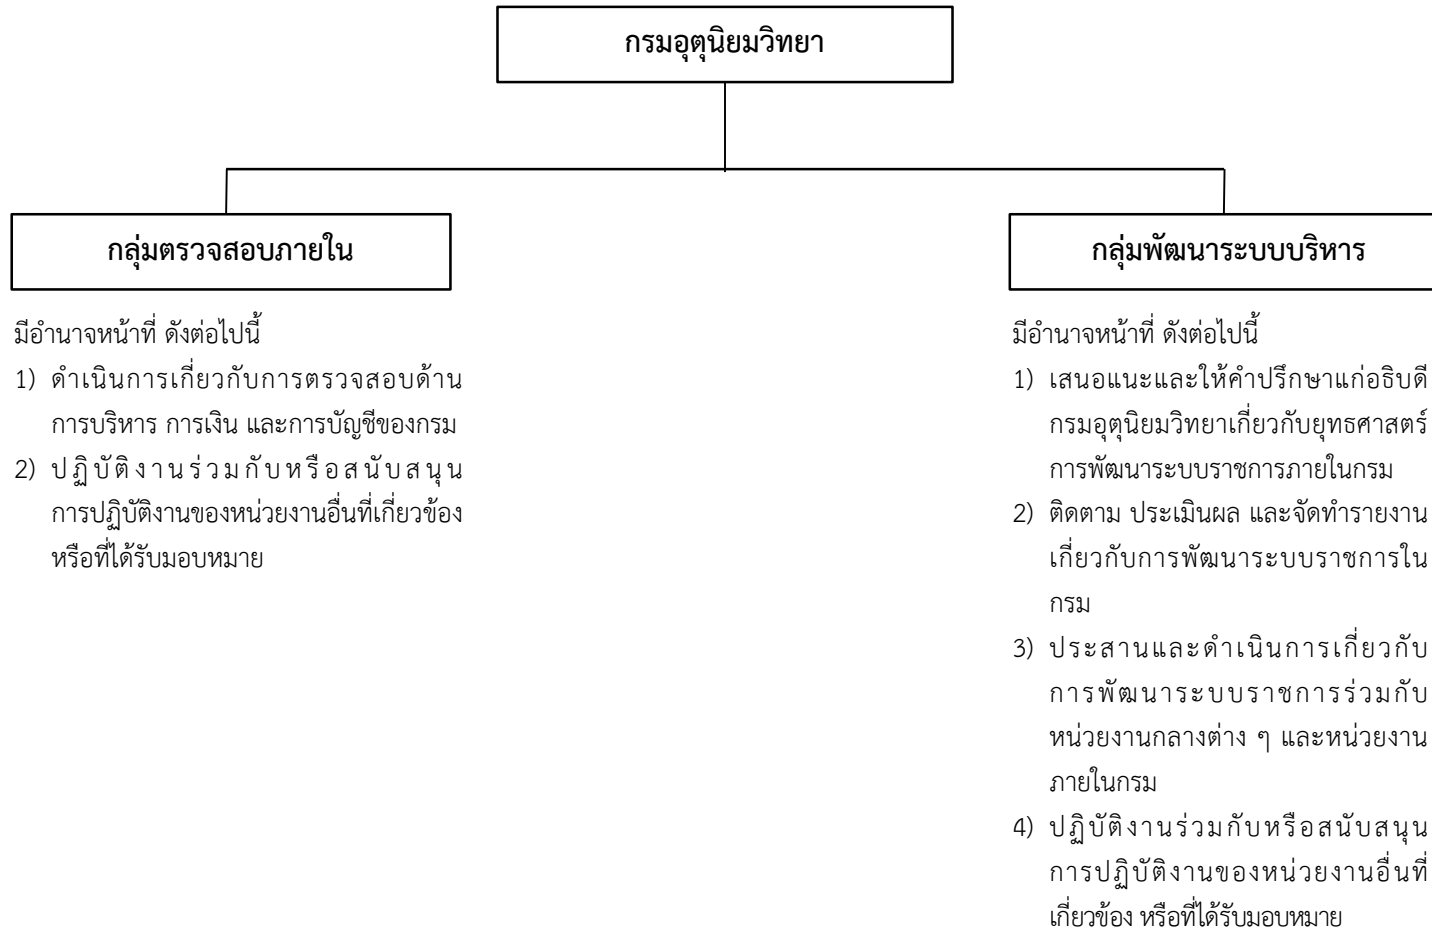 กรมอุตุนิยมวิทยา
กลุ่มตรวจสอบภายใน
มีอำนาจหน้าที่ ดังต่อไปนี้
1) ดำเนินการเกี่ยวกับการตรวจสอบด้าน
การบริหาร การเงิน และการบัญชีของกรม
2) ปฏิบัติงานร่วมกับหรือสนับสนุน
การปฏิบัติงานของหน่วยงานอื่นที่เกี่ยวข้อง
หรือที่ได้รับมอบหมาย
กลุ่มพัฒนาระบบบริหาร
มีอำนาจหน้าที่ ดังต่อไปนี้
1) เสนอแนะและให้คำปรึกษาแก่อธิบดี
กรมอุตุนิยมวิทยาเกี่ยวกับยุทธศาสตร์
การพัฒนาระบบราชการภายในกรม
2) ติดตาม ประเมินผล และจัดทำรายงาน
เกี่ยวกับการพัฒนาระบบราชการใน
กรม
3) ประสานและดำเนินการเกี่ยวกับ
การพัฒนาระบบราชการร่วมกับ
หน่วยงานกลางต่าง ๆ และหน่วยงาน
ภายในกรม
4) ปฏิบัติงานร่วมกับหรือสนับสนุน
การปฏิบัติงานของหน่วยงานอื่นที่
เกี่ยวข้อง หรือที่ได้รับมอบหมาย